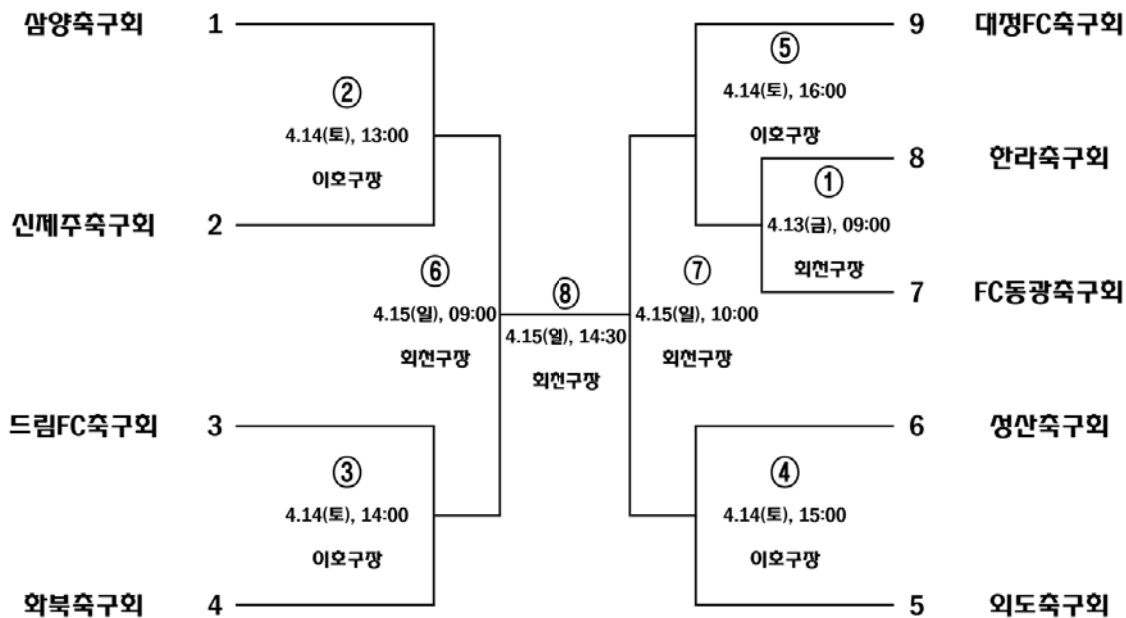 삼양축구회 1
②
4.14(토), 13:00
이호구장
신제주축구회 2
⑥
4.15(일), 09:00
회천구장
드림FC축구회 3
③
4.14(토), 14:00
이호구장
화북축구회 4
⑧
4.15(일), 14:30
회천구장
9 대정FC축구회
⑤
4.14(토), 16:00
이호구장
8 한라축구회
①
4.13(금), 09:00
회천구장
7 FC동광축구회
⑦
4.15(일), 10:00
회천구장
6 성산축구회
④
4.14(토), 15:00
이호구장
5 외도축구회